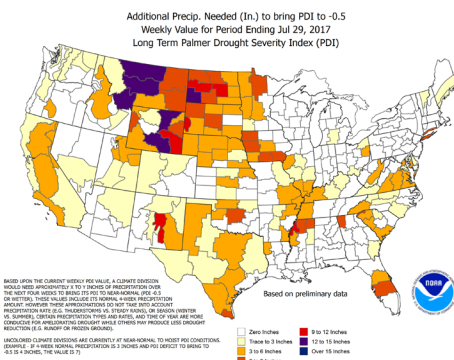 Additional Precip. Needed (In.) to bring PDI to -0.5
Weekly Value for Period Ending Jul 29, 2017
Long Term Palmer Drought Severity Index (PDI)
BASED UPON THE CURRENT WEEKLY PDI VALUE, A CLIMATE DIVISION
WOULD NEED APPROXIMATELY X TO Y INCHES OF PRECIPITATION OVER
THE NEXT FOUR WEEKS TO BRING ITS PDI TO NEAR-NORMAL (PDI -0.5
OR WETTER). THESE VALUES INCLUDE ITS NORMAL 4-WEEK PRECIPITATION
AMOUNT. HOWEVER THESE APPROXIMATIONS DO NOT TAKE INTO ACCOUNT
PRECIPITATION RATE (E.G. THUNDERSTORMS VS. STEADY RAINS), OR SEASON (WINTER
VS. SUMMER), CERTAIN PRECIPITATION TYPES AND RATES, AND TIME OF YEAR ARE MORE
CONDUCIVE FOR AMELIORATING DROUGHT WHILE OTHERS MAY PRODUCE LESS DROUGHT
REDUCTION (E.G. RUNOFF OR FROZEN GROUND).
UNCOLORED CLIMATE DIVISIONS ARE CURRENTLY AT NEAR-NORMAL TO MOIST PDI CONDITIONS.
(EXAMPLE - IF 4-WEEK NORMAL PRECIPITATION IS 3 INCHES AND PDI DEFICIT TO BRING TO
-0.5 IS 4 INCHES, THE VALUE IS 7)
Based on preliminary data
NOAA
Zero Inches
Trace to 3 Inches
3 to 6 Inches
9 to 12 Inches
12 to 15 Inches
Over 15 Inches